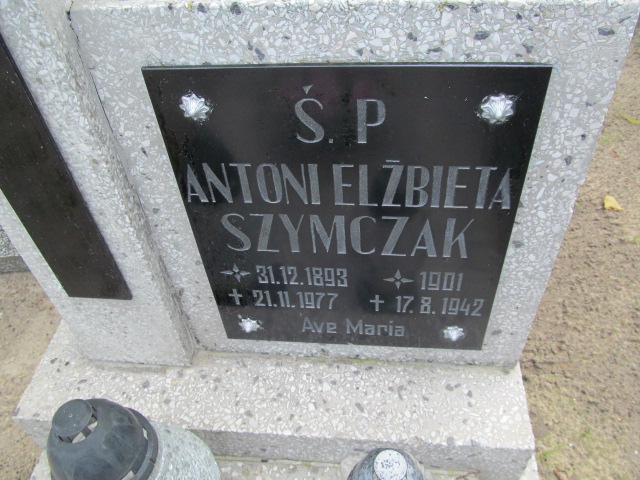 Ś. P
ANTONI ELŻBIETA
SZYMCZAK
31.12.1893 1901
21.11.1977 17.8.1942
Ave Maria